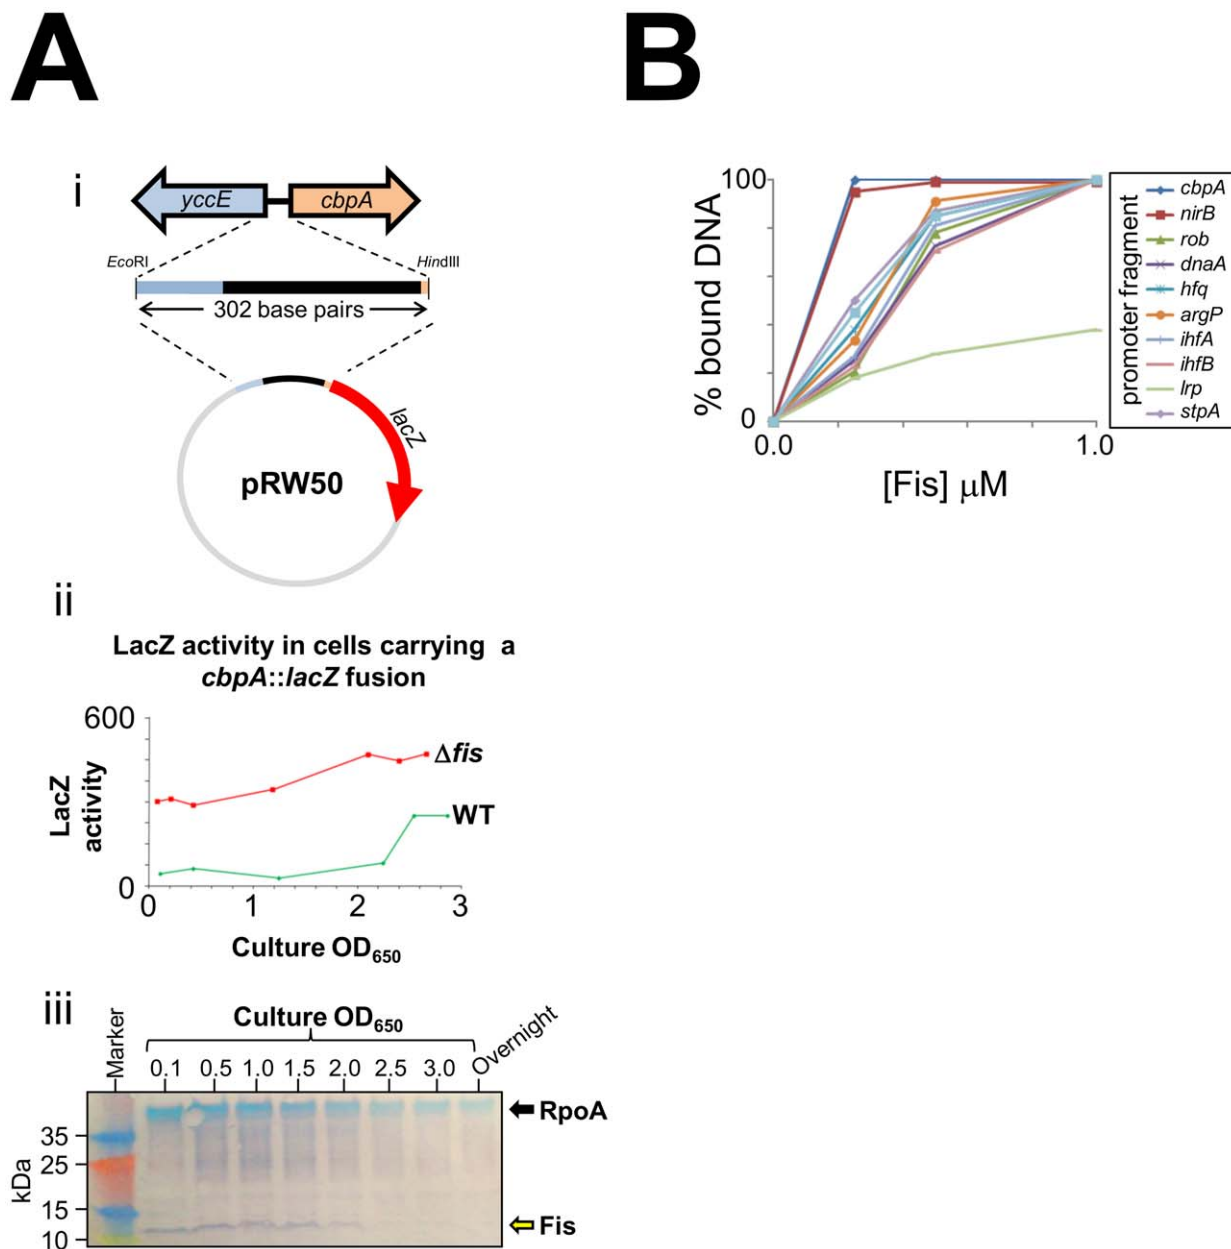 A
i
yccE
cbpA
EcoRI
HindIII
302 base pairs
lacZ
pRW50
ii
LacZ activity in cells carrying a
cbpA::lacZ fusion
600
LacZ
activity
Δfis
WT
0
0 1 2 3
Culture OD650
iii
Marker
Culture OD650
Overnight
0.1 0.5 1.0 1.5 2.0 2.5 3.0
RpoA
35
25
kDa
15
Fis
10
B
100
% bound DNA
0
0.0 1.0
[Fis] μM
promoter fragment
cbpA
nirB
rob
dnaA
hfq
argP
ihfA
ihfB
lrp
stpA